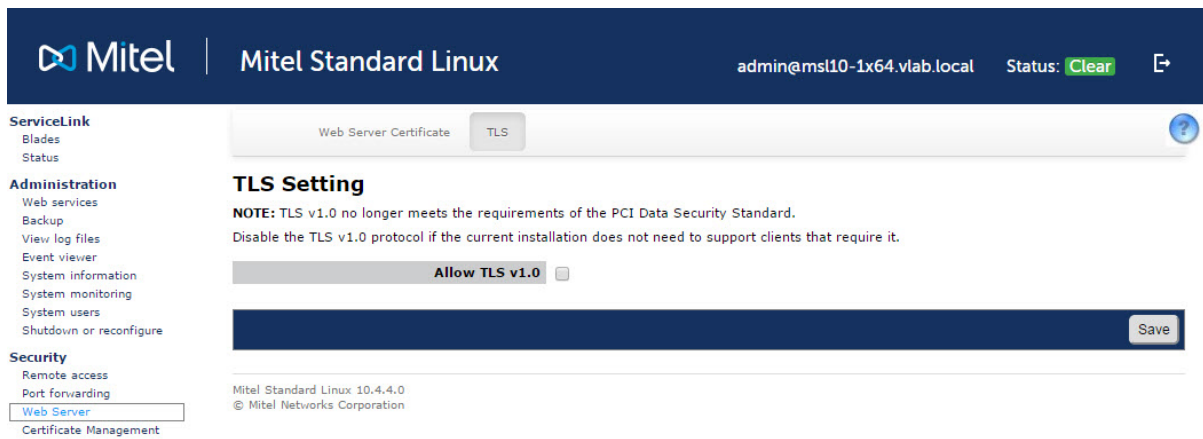 Mitel
Mitel Standard Linux
admin@msl10-1x64.vlab.local
Status: Clear
ServiceLink
Blades
Status
Administration
Web services
Backup
View log files
Event viewer
System information
System monitoring
System users
Shutdown or reconfigure
Security
Remote access
Port forwarding
Web Server
Certificate Management
Web Server Certificate
TLS
?
TLS Setting
NOTE: TLS v1.0 no longer meets the requirements of the PCI Data Security Standard.
Disable the TLS v1.0 protocol if the current installation does not need to support clients that require it.
Allow TLS v1.0
Save
Mitel Standard Linux 10.4.4.0
© Mitel Networks Corporation